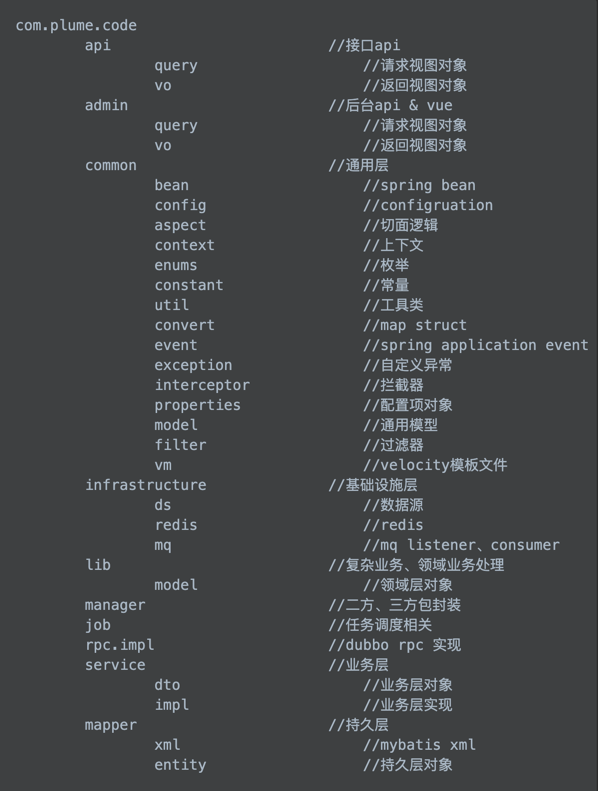 com.plume.code
api //接口api
query //请求视图对象
vo //返回视图对象
admin //后台api & vue
query //请求视图对象
vo //返回视图对象
common //通用层
bean //spring bean
config //configruation
aspect //切面逻辑
context //上下文
enums //枚举
constant //常量
util //工具类
convert //map struct
event //spring application event
exception //自定义异常
interceptor //拦截器
properties //配置项对象
model //通用模型
filter //过滤器
vm //velocity模板文件
infrastructure //基础设施层
ds //数据源
redis //redis
mq //mq listener、consumer
lib //复杂业务、领域业务处理
model //领域层对象
manager //二方、三方包封装
job //任务调度相关
rpc.impl //dubbo rpc 实现
service //业务层
dto //业务层对象
impl //业务层实现
mapper //持久层
xml //mybatis xml
entity //持久层对象